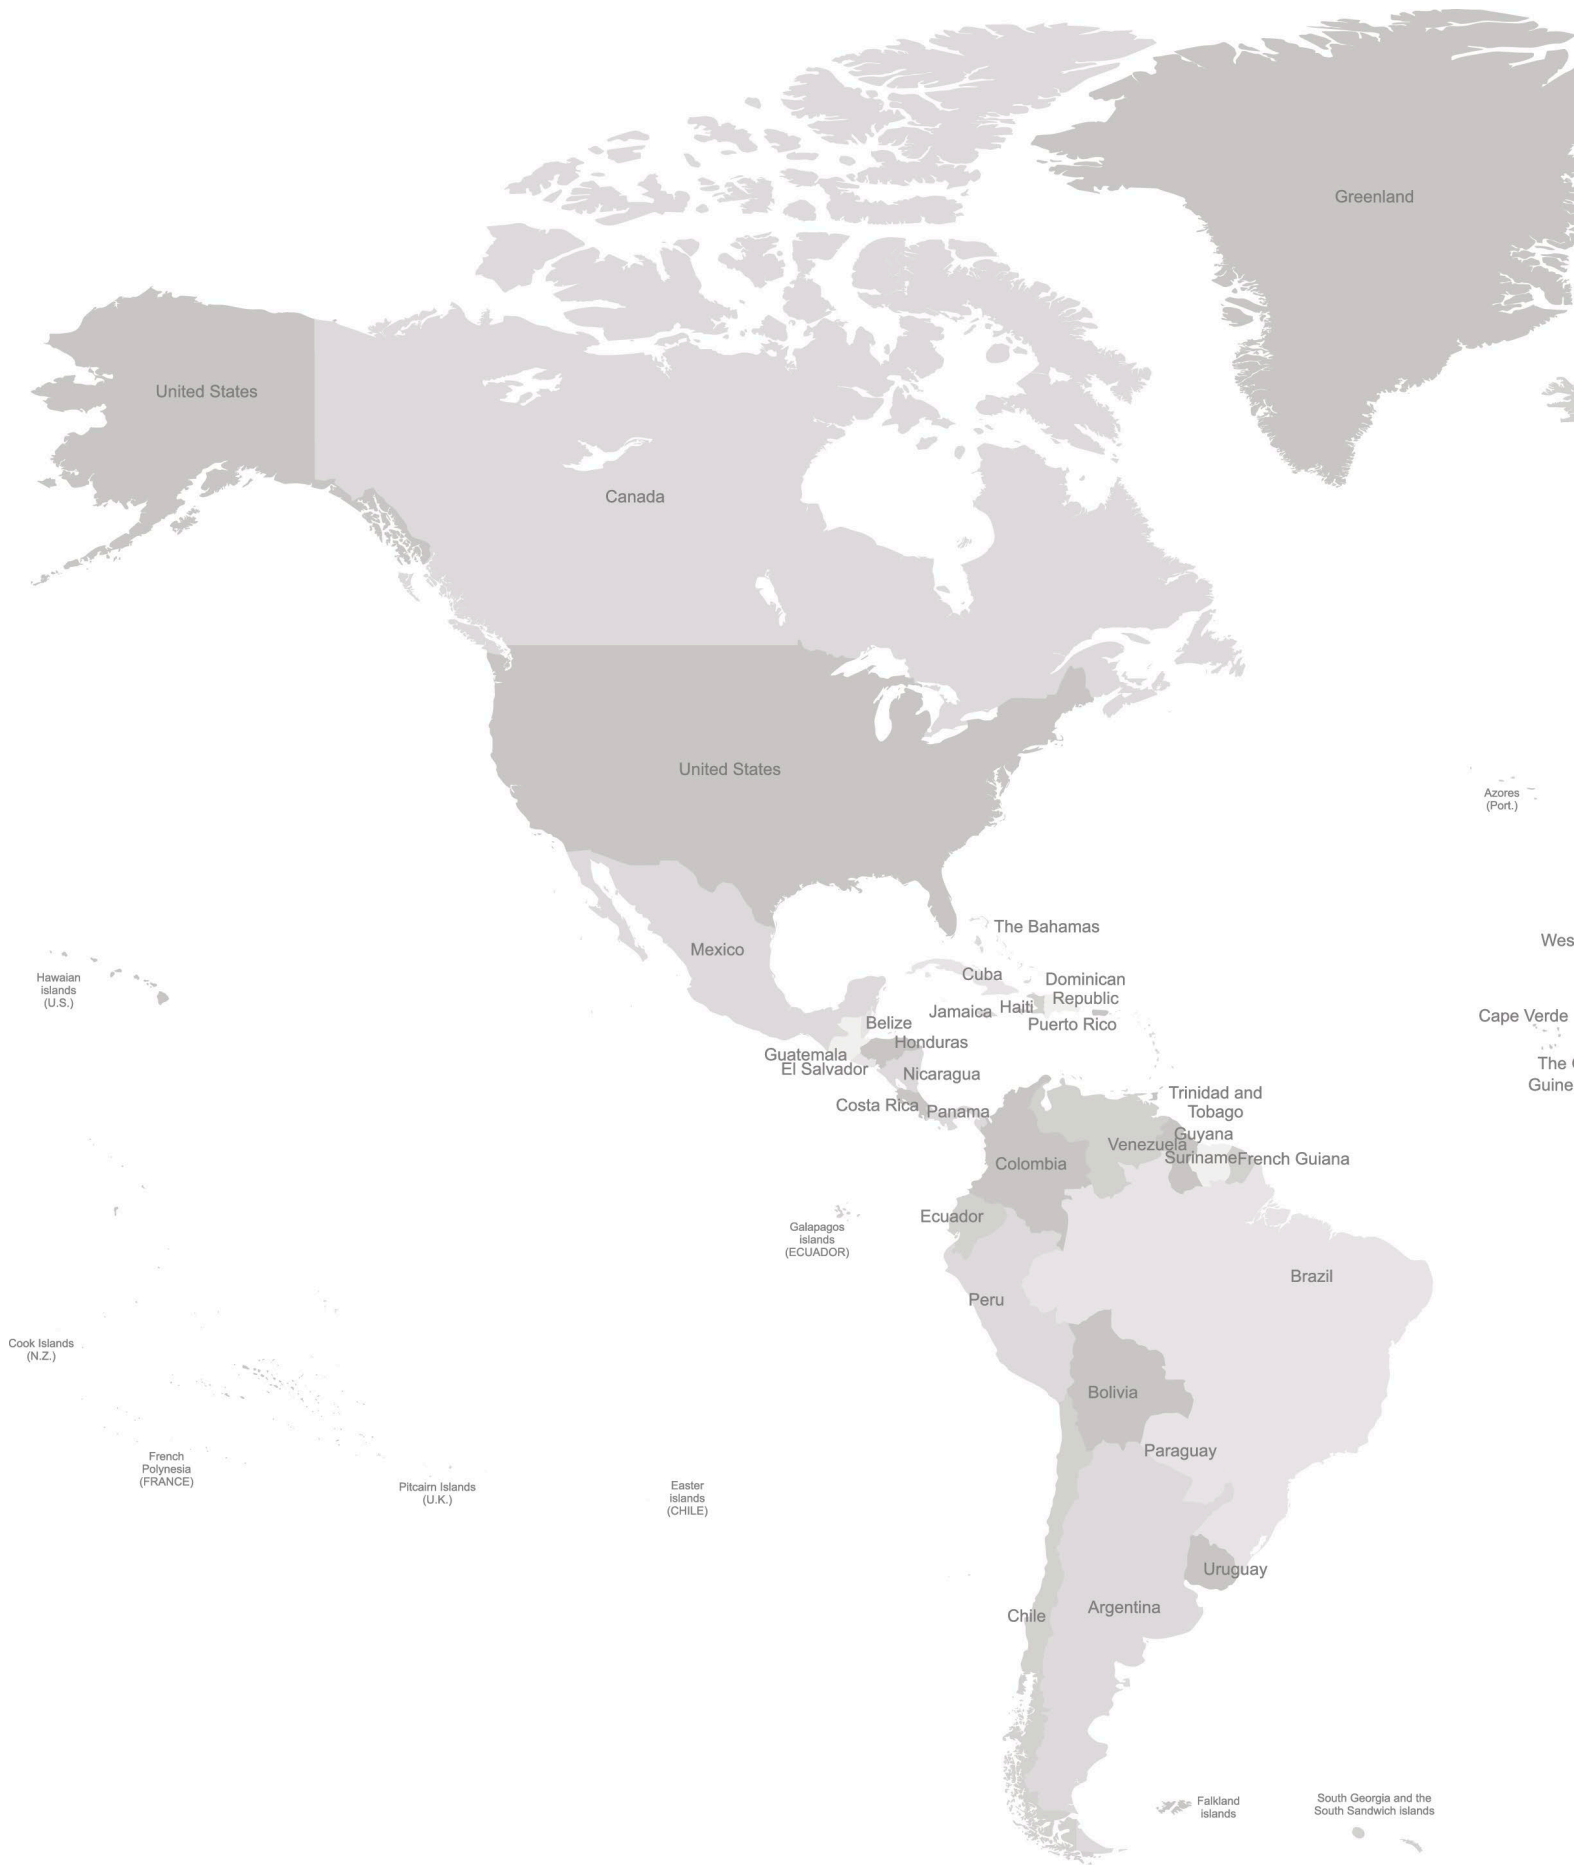 Greenland
United States
Canada
United States
Azores
(Port.)
The Bahamas
Wes
Mexico
Cuba
Hawaian
islands
(U.S.)
Dominican
Republic
Jamaica
Haiti
Puerto Rico
Cape Verde
Belize
Honduras
Guatemala
El Salvador
The
Guine
Nicaragua
Costa Rica
Panama
Trinidad and
Tobago
Guyana
Venezuela
Suriname
French Guiana
Colombia
Ecuador
Galapagos
islands
(ECUADOR)
Brazil
Peru
Cook Islands
(N.Z.)
Bolivia
Paraguay
French
Polynesia
(FRANCE)
Pitcairn Islands
(U.K.)
Easter
islands
(CHILE)
Uruguay
Argentina
Chile
Falkland
islands
South Georgia and the
South Sandwich islands